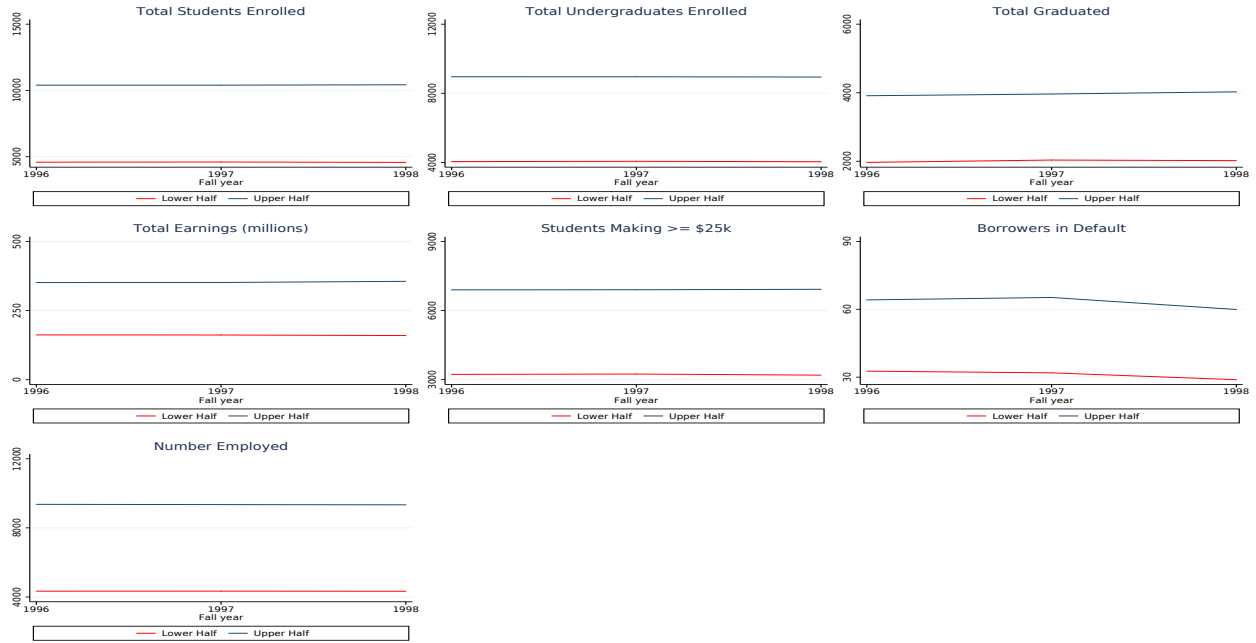 Total Students Enrolled
15000
10000
5000
1996 1997 1998
Fall year
Lower Half Upper Half
Total Undergraduates Enrolled
12000
8000
4000
1996 1997 1998
Fall year
Lower Half Upper Half
Total Graduated
6000
4000
2000
1996 1997 1998
Fall year
Lower Half Upper Half
Total Earnings (millions)
500
250
0
1996 1997 1998
Fall year
Lower Half Upper Half
Students Making >= $25k
9000
6000
3000
1996 1997 1998
Fall year
Lower Half Upper Half
Borrowers in Default
90
60
30
1996 1997 1998
Fall year
Lower Half Upper Half
Number Employed
12000
8000
4000
1996 1997 1998
Fall year
Lower Half Upper Half